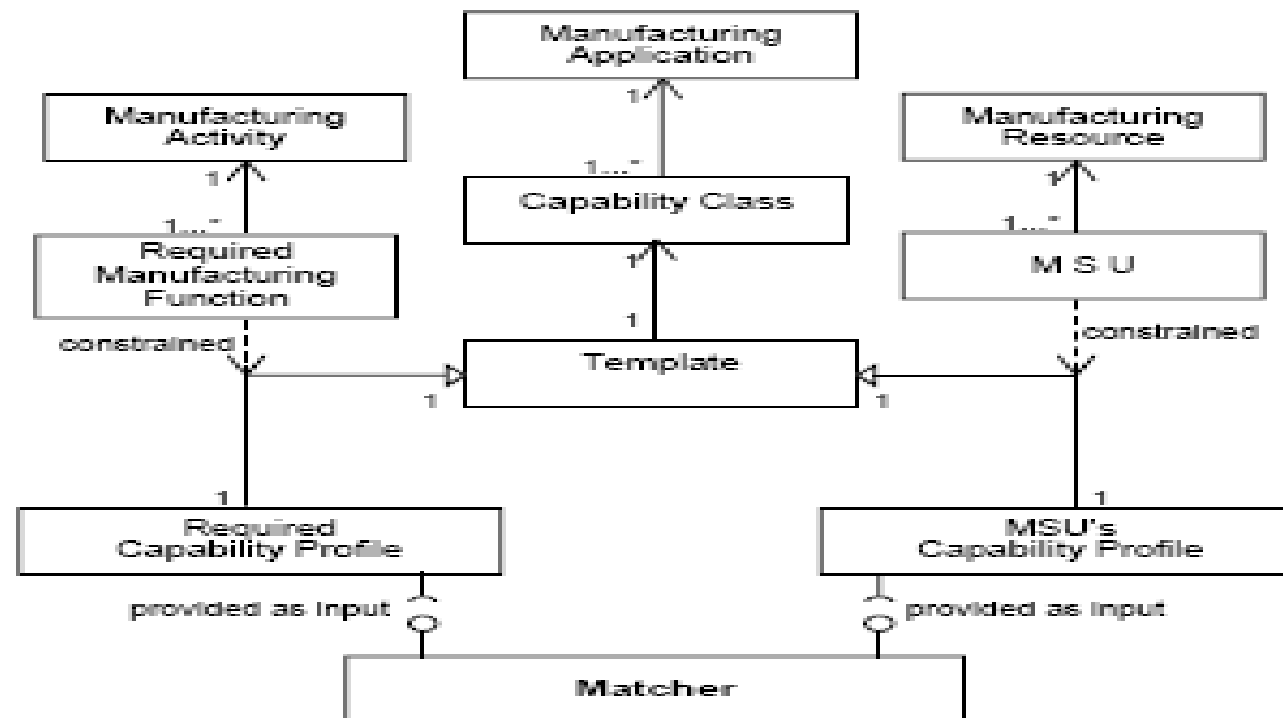 Manufacturing
Application
1
Manufacturing
Activity
1
Manufacturing
Resource
1
1...*
Capability Class
1...*
Required
Manufacturing
Function
1...*
M S U
1
constrained
1
constrained
Template
1
1
1
Required
Capability Profile
1
MSU's
Capability Profile
provided as input
provided as input
Matcher